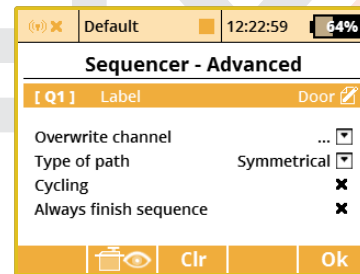 Default 12:22:59 64%
Sequencer - Advanced
[ Q1 ] Label Door
Overwrite channel ...
Type of path Symmetrical
Cycling
Always finish sequence
Clr Ok